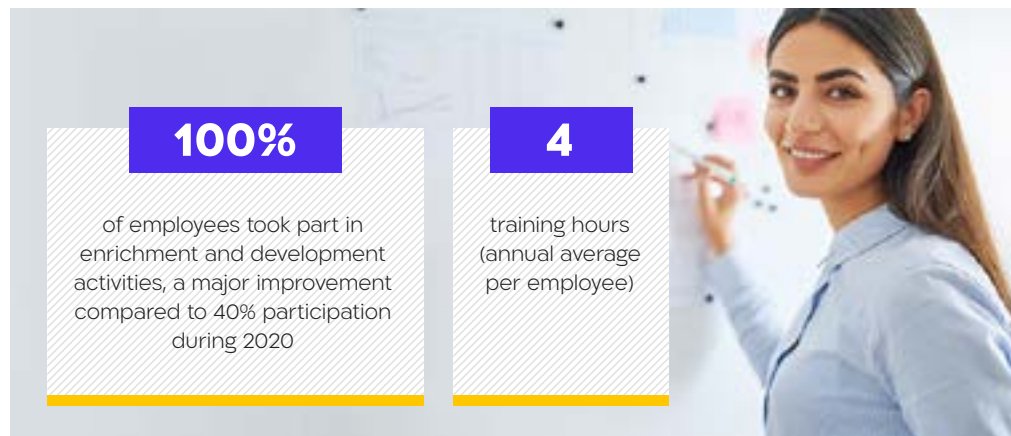 100%
of employees took part in
enrichment and development
activities, a major improvement
compared to 40% participation
during 2020
4
training hours
(annual average
per employee)